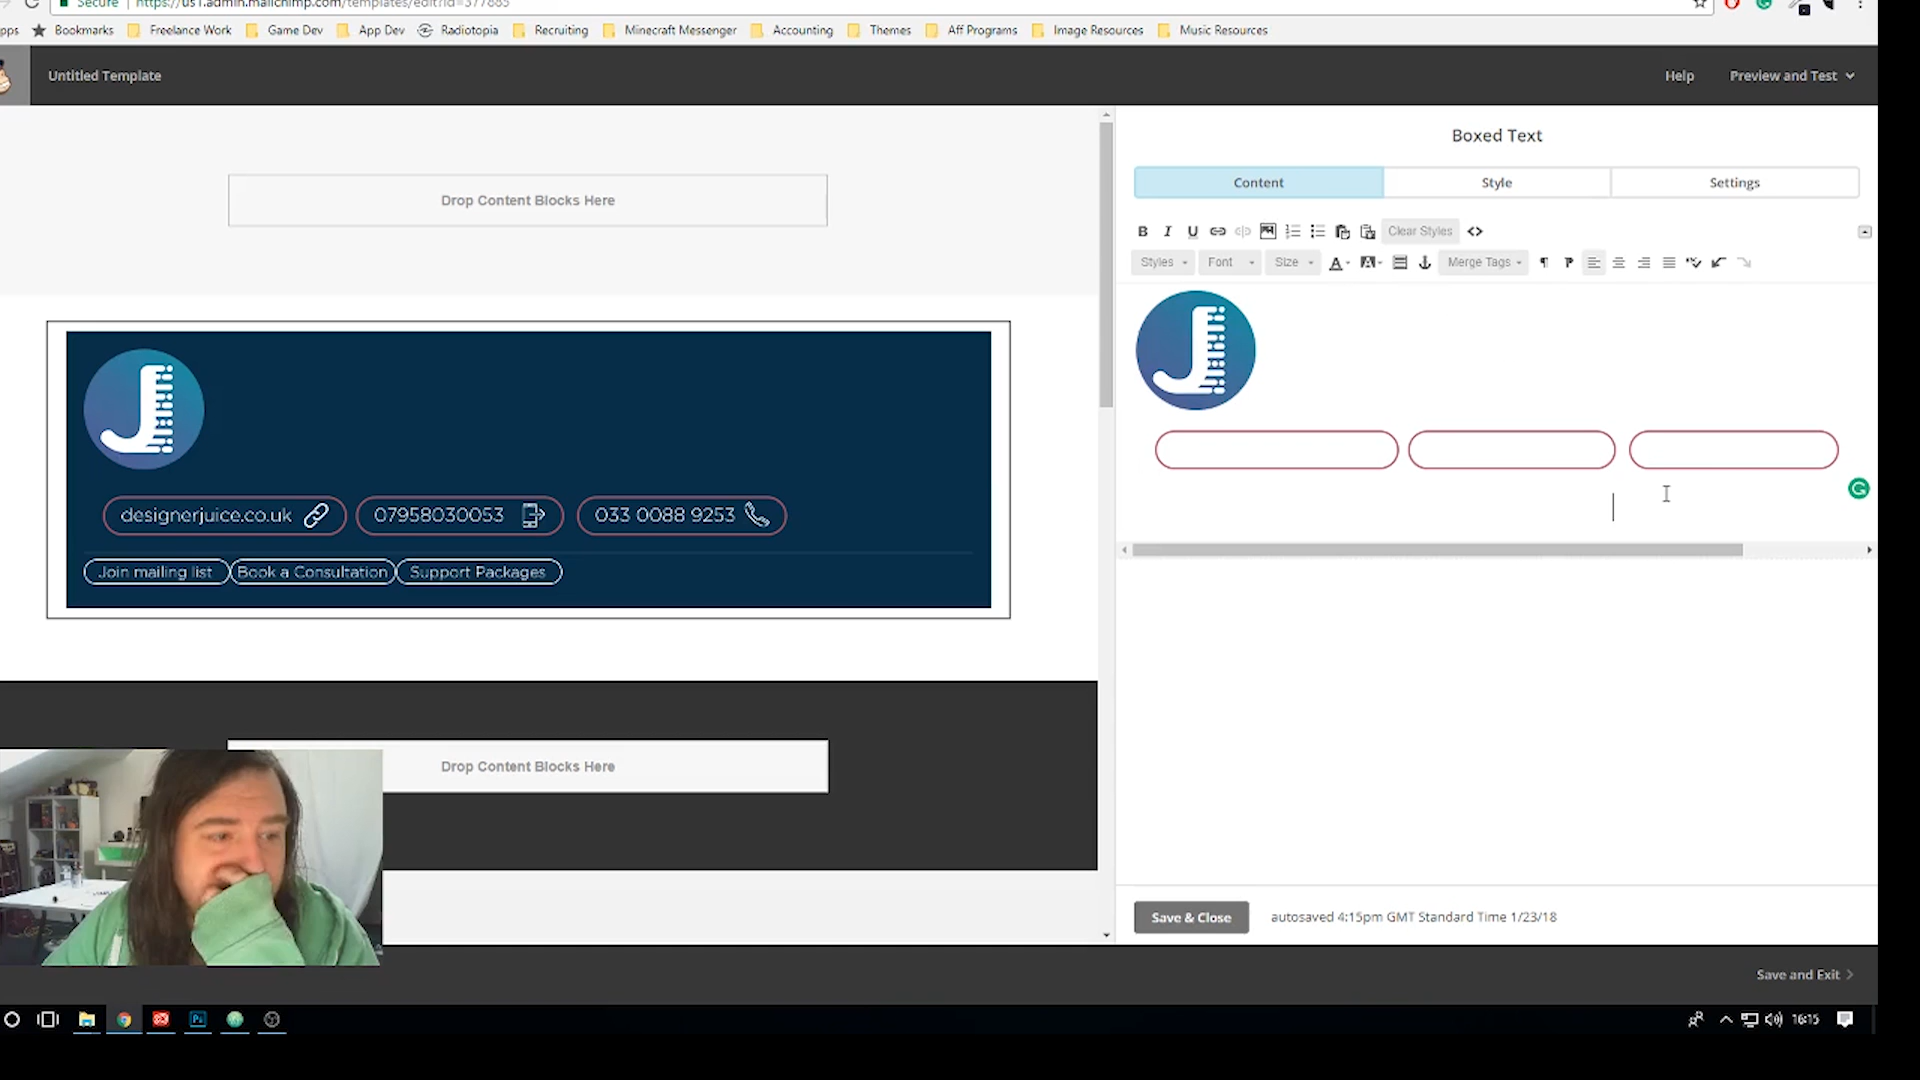 Secure https://us1.admin.mailchimp.com/templates/edit?id=377885
Bookmarks Freelance Work Game Dev App Dev Radiotopia Recruiting Minecraft Messenger Accounting Themes Aff Programs Image Resources Music Resources
Untitled Template
Help Preview and Test
Drop Content Blocks Here
designerjuice.co.uk 07958030053 033 0088 9253
Join mailing list Book a Consultation Support Packages
Drop Content Blocks Here
Boxed Text
Content Style Settings
B I U Clear Styles <>
Styles Font Size A Merge Tags
Save & Close autosaved 4:15pm GMT Standard Time 1/23/18
Save and Exit
16:15